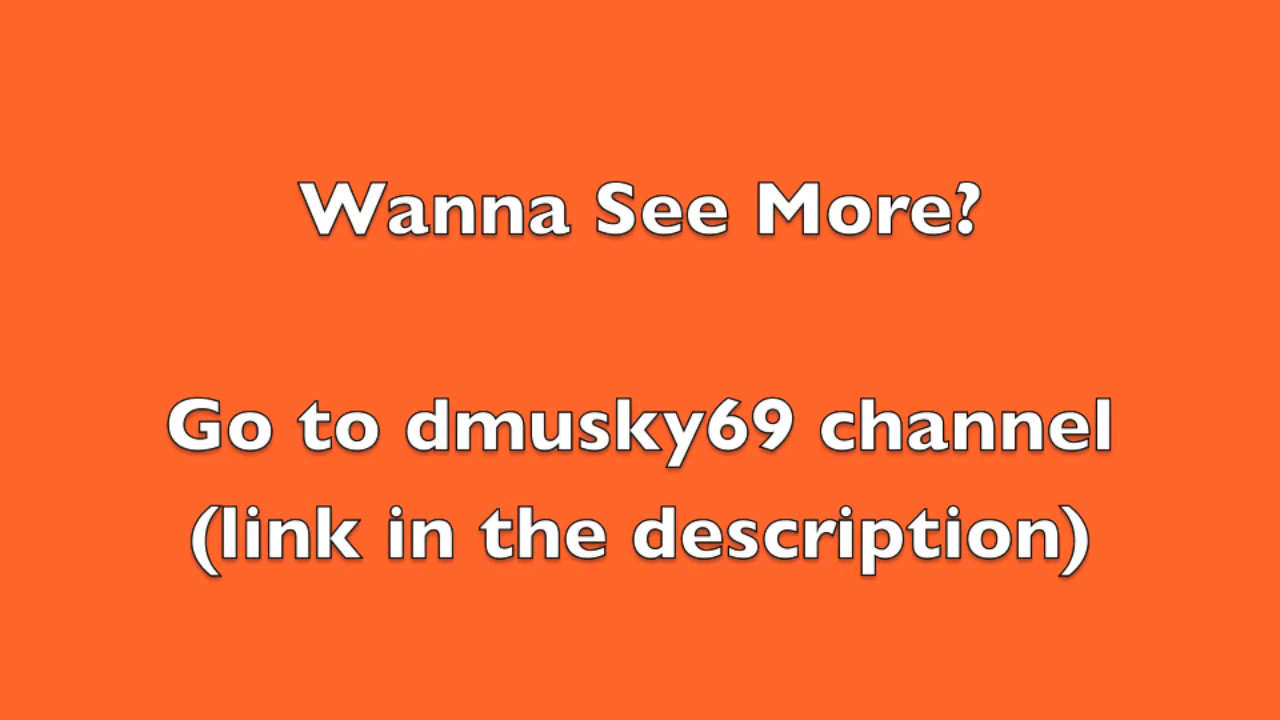 Wanna See More?
Go to dmusky69 channel
(link in the description)